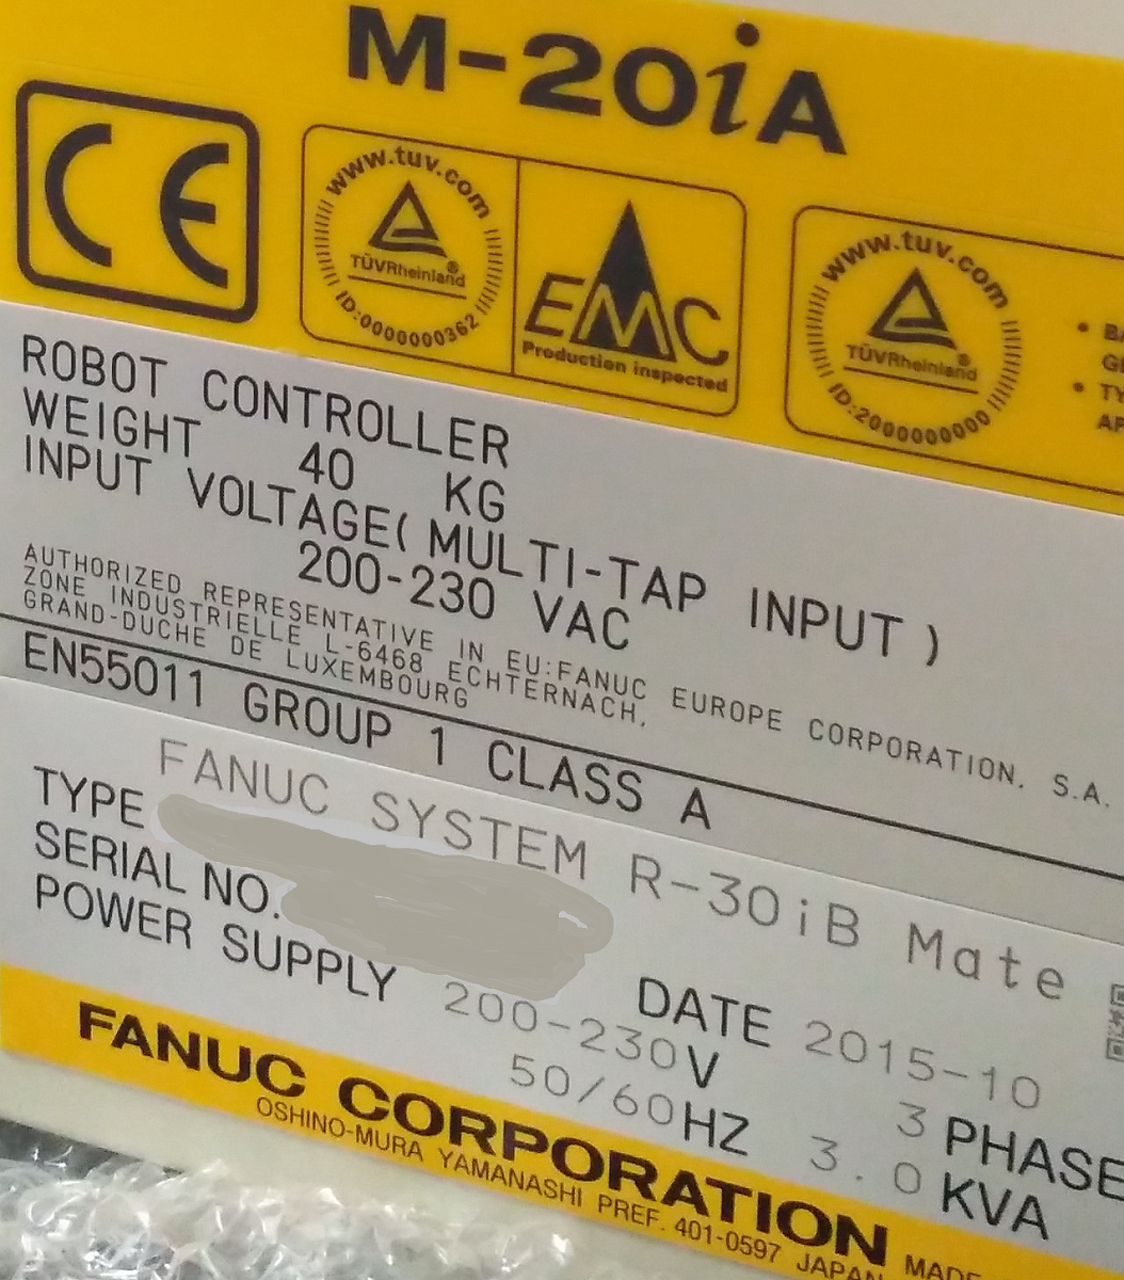 M-20iA
CE
www.tuv.com
TÜVRheinland®
ID:0000000362
EMC
Production inspected
www.tuv.com
TÜVRheinland®
ID:2000000000
ROBOT CONTROLLER
WEIGHT 40 KG
INPUT VOLTAGE( MULTI-TAP INPUT )
200-230 VAC
AUTHORIZED REPRESENTATIVE IN EU:FANUC EUROPE CORPORATION, S.A.
ZONE INDUSTRIELLE L-6468 ECHTERNACH,
GRAND-DUCHE DE LUXEMBOURG
EN55011 GROUP 1 CLASS A
FANUC SYSTEM R-30iB Mate
TYPE
SERIAL NO. DATE 2015-10
POWER SUPPLY 200-230V 3 PHASE
50/60HZ 3.0 KVA
FANUC CORPORATION
OSHINO-MURA YAMANASHI PREF. 401-0597 JAPAN MADE